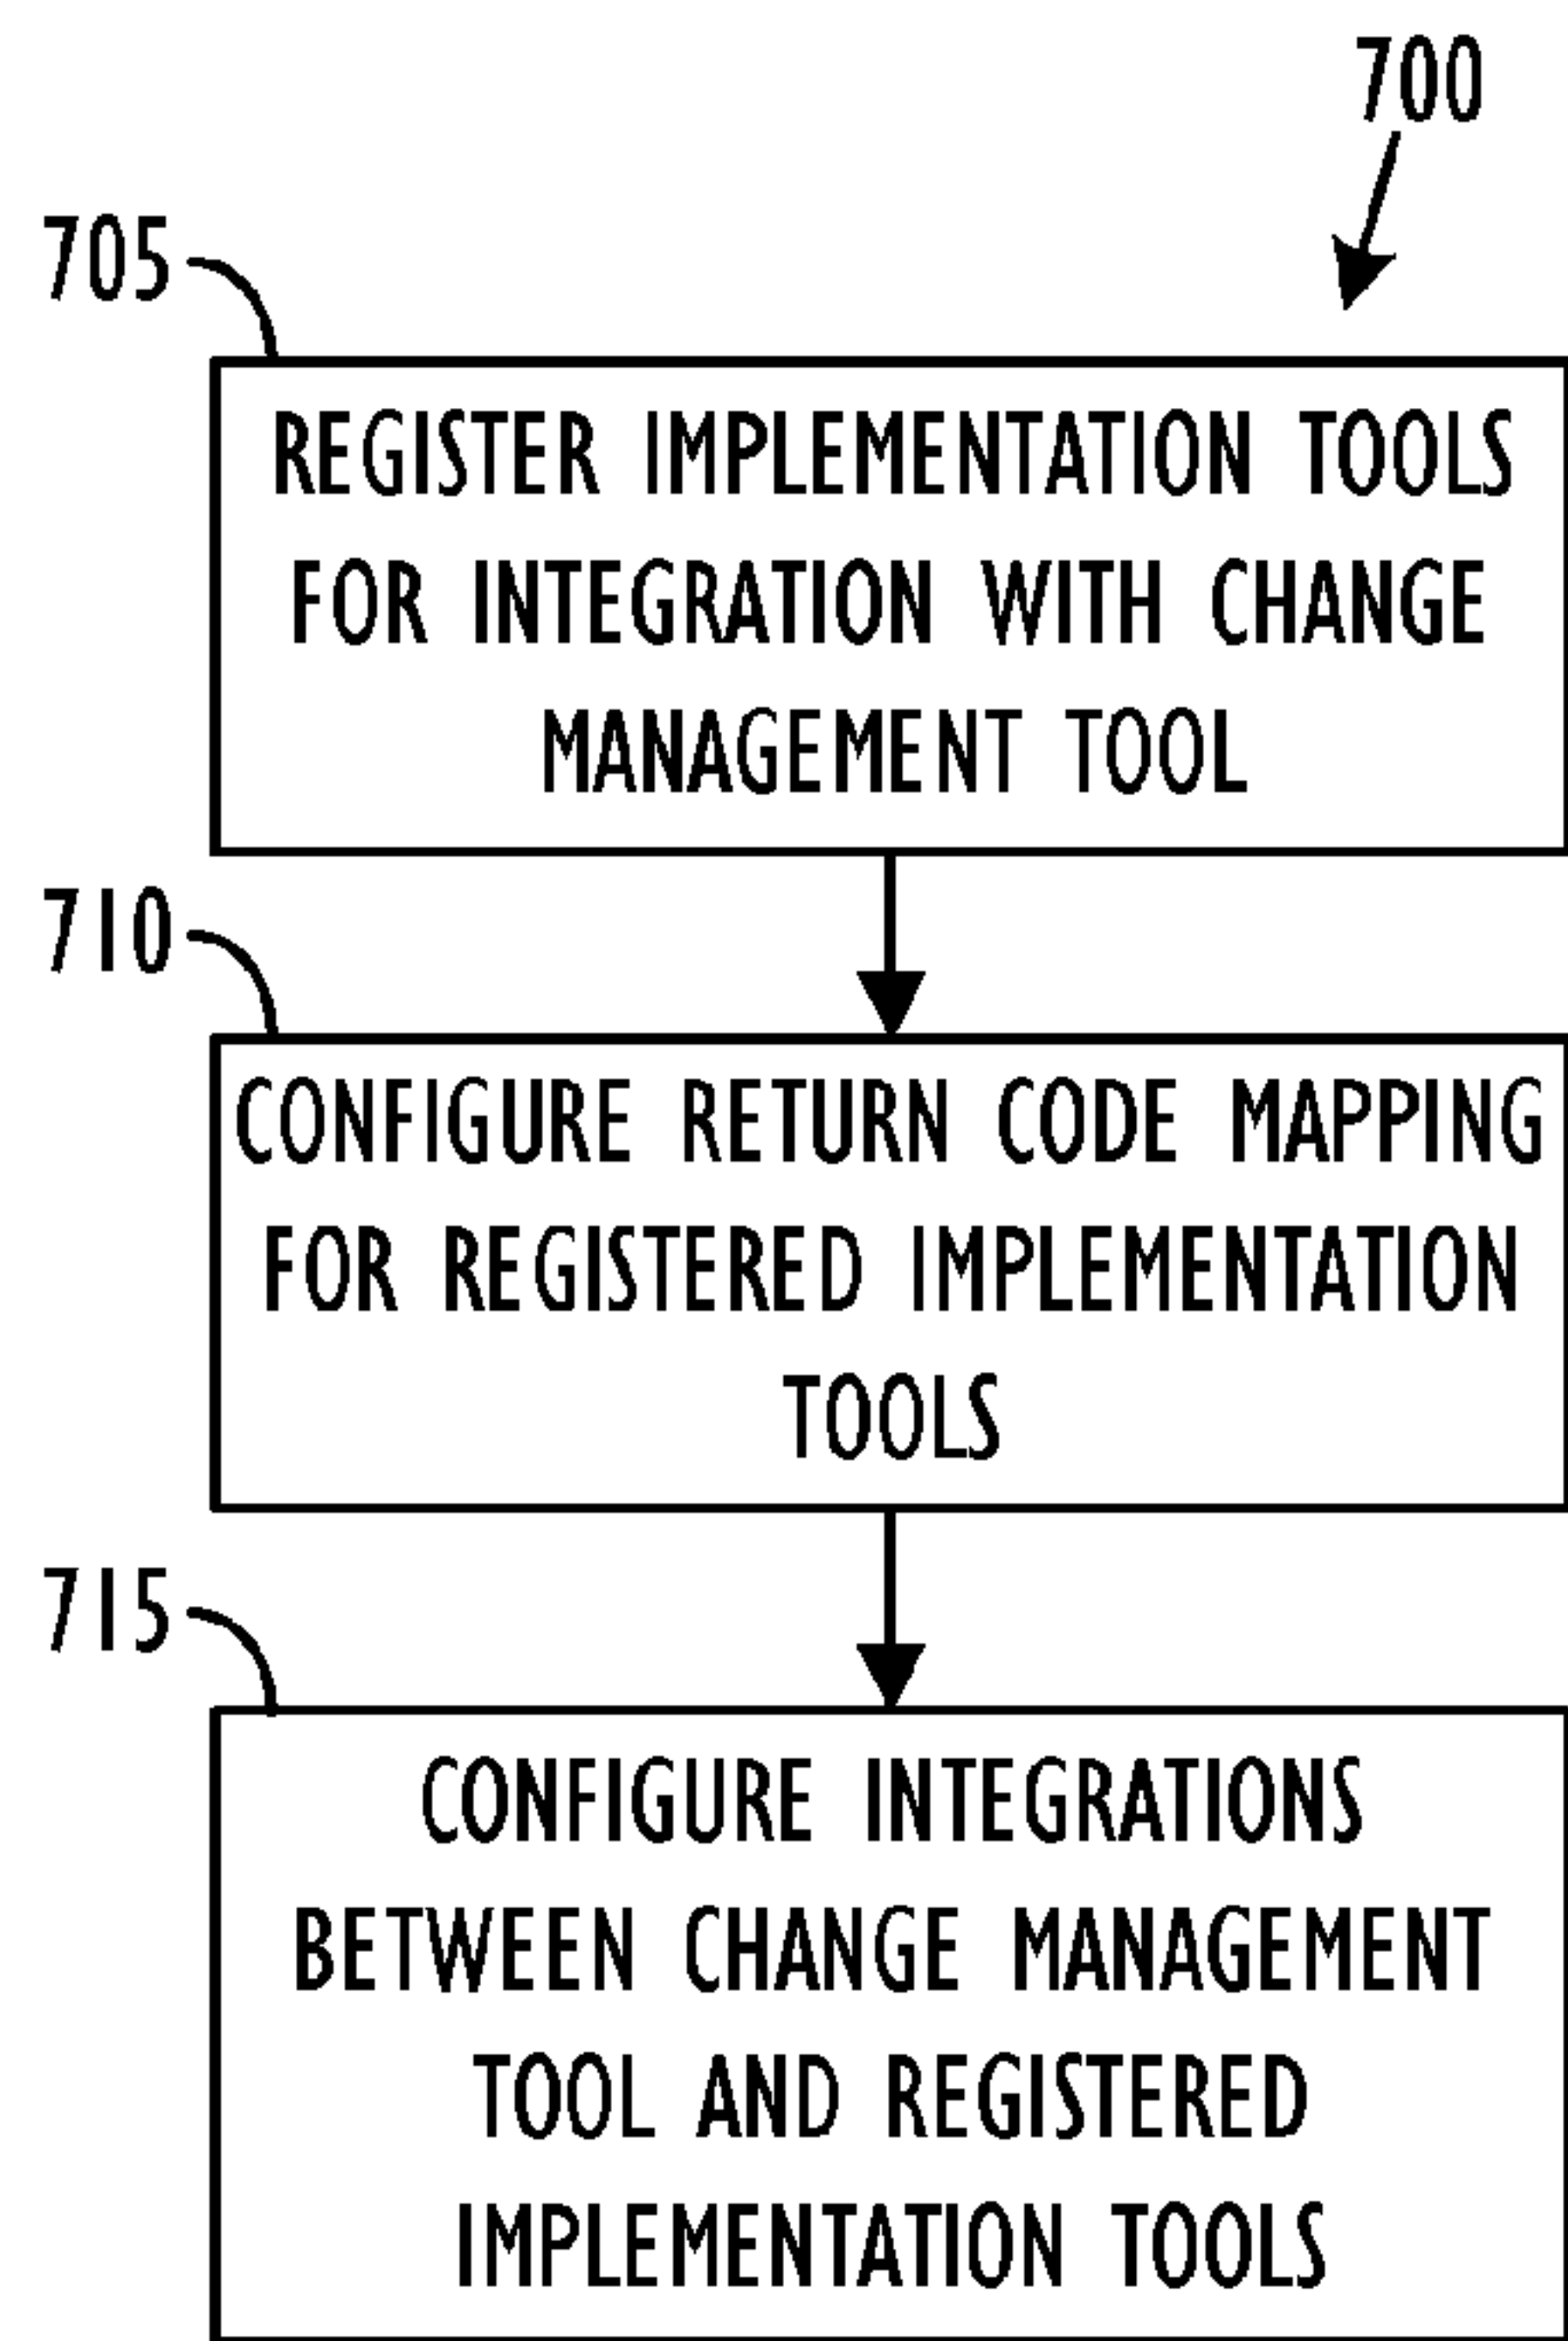 700
705
REGISTER IMPLEMENTATION TOOLS
FOR INTEGRATION WITH CHANGE
MANAGEMENT TOOL
710
CONFIGURE RETURN CODE MAPPING
FOR REGISTERED IMPLEMENTATION
TOOLS
715
CONFIGURE INTEGRATIONS
BETWEEN CHANGE MANAGEMENT
TOOL AND REGISTERED
IMPLEMENTATION TOOLS